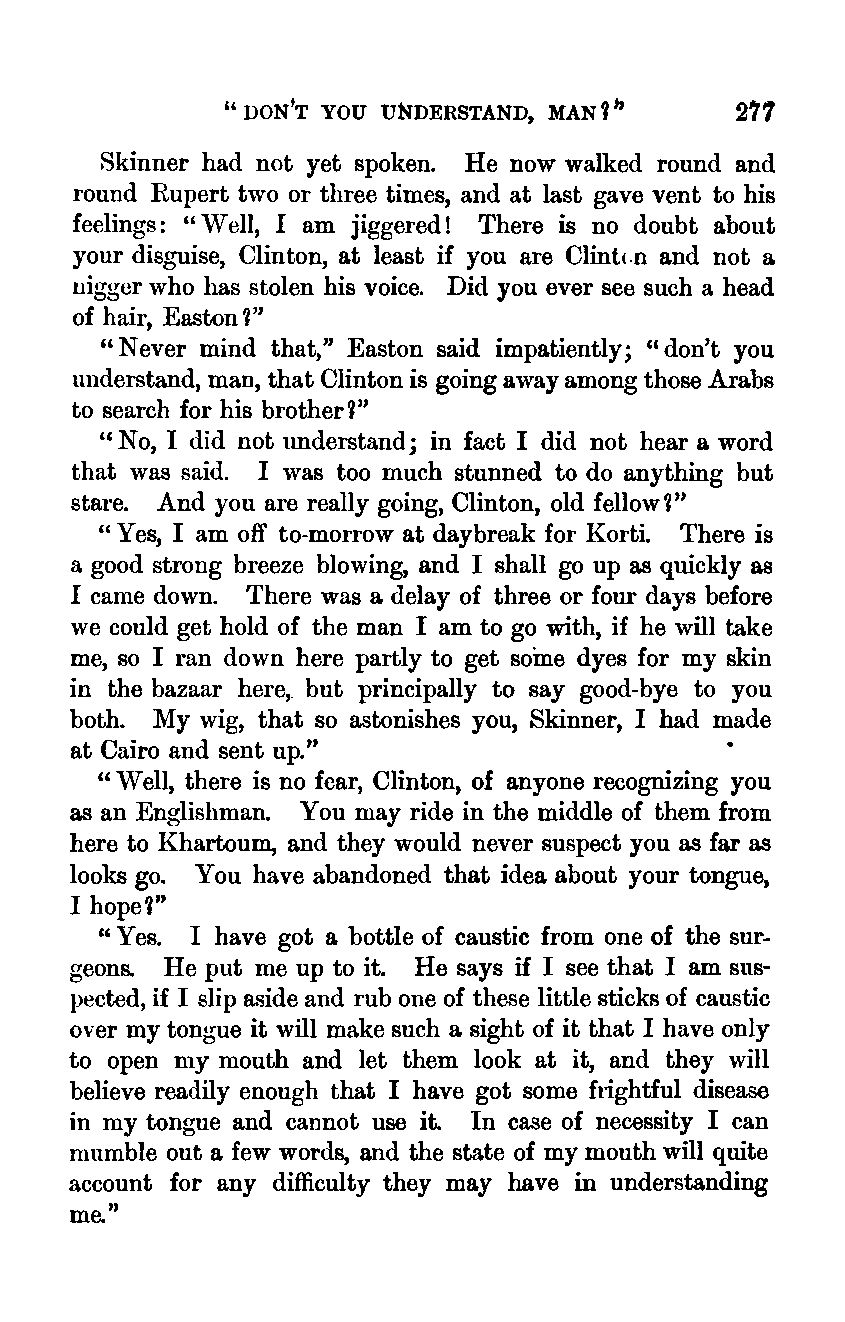 “DON'T YOU UNDERSTAND, MAN?” 277
Skinner had not yet spoken. He now walked round and
round Rupert two or three times, and at last gave vent to his
feelings: “Well, I am jiggered! There is no doubt about
your disguise, Clinton, at least if you are Clinton and not a
nigger who has stolen his voice. Did you ever see such a head
of hair, Easton?”
“Never mind that,” Easton said impatiently; “don't you
understand, man, that Clinton is going away among those Arabs
to search for his brother?”
“No, I did not understand; in fact I did not hear a word
that was said. I was too much stunned to do anything but
stare. And you are really going, Clinton, old fellow?”
“Yes, I am off to-morrow at daybreak for Korti. There is
a good strong breeze blowing, and I shall go up as quickly as
I came down. There was a delay of three or four days before
we could get hold of the man I am to go with, if he will take
me, so I ran down here partly to get some dyes for my skin
in the bazaar here, but principally to say good-bye to you
both. My wig, that so astonishes you, Skinner, I had made
at Cairo and sent up.”
“Well, there is no fear, Clinton, of anyone recognizing you
as an Englishman. You may ride in the middle of them from
here to Khartoum, and they would never suspect you as far as
looks go. You have abandoned that idea about your tongue,
I hope?”
“Yes. I have got a bottle of caustic from one of the sur-
geons. He put me up to it. He says if I see that I am sus-
pected, if I slip aside and rub one of these little sticks of caustic
over my tongue it will make such a sight of it that I have only
to open my mouth and let them look at it, and they will
believe readily enough that I have got some frightful disease
in my tongue and cannot use it. In case of necessity I can
mumble out a few words, and the state of my mouth will quite
account for any difficulty they may have in understanding
me.”